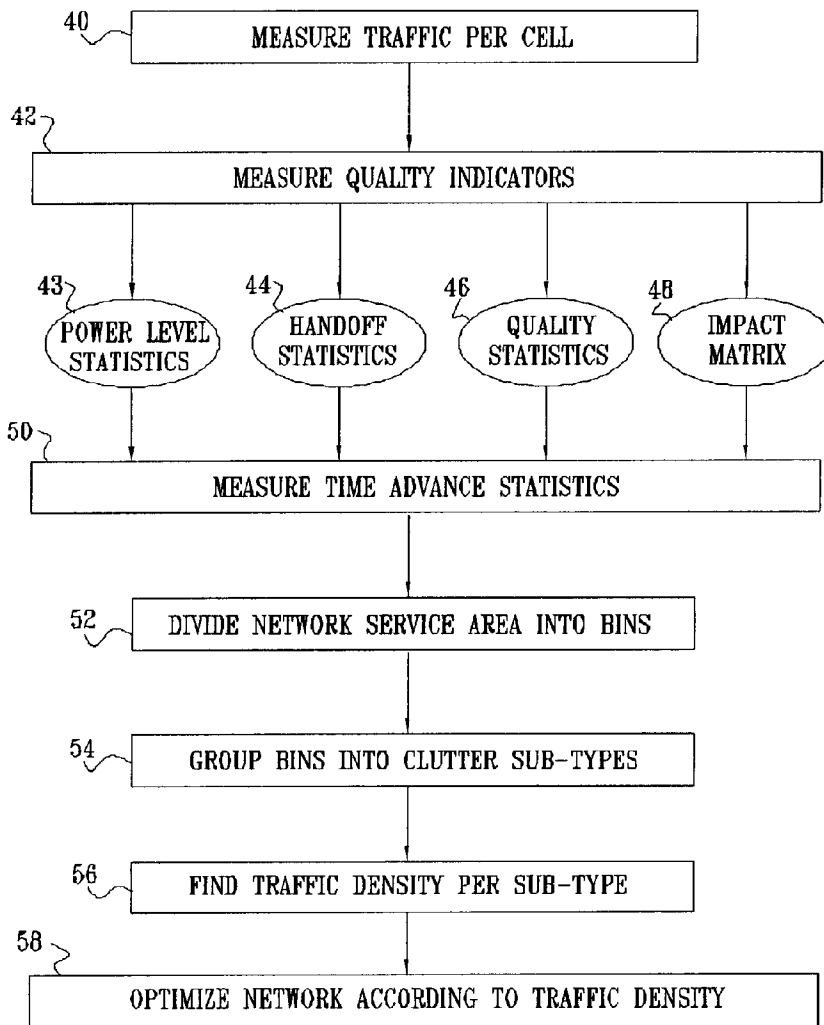 40
MEASURE TRAFFIC PER CELL
42
MEASURE QUALITY INDICATORS
43
POWER LEVEL
STATISTICS
44
HANDOFF
STATISTICS
46
QUALITY
STATISTICS
48
IMPACT
MATRIX
50
MEASURE TIME ADVANCE STATISTICS
52
DIVIDE NETWORK SERVICE AREA INTO BINS
54
GROUP BINS INTO CLUTTER SUB-TYPES
56
FIND TRAFFIC DENSITY PER SUB-TYPE
58
OPTIMIZE NETWORK ACCORDING TO TRAFFIC DENSITY